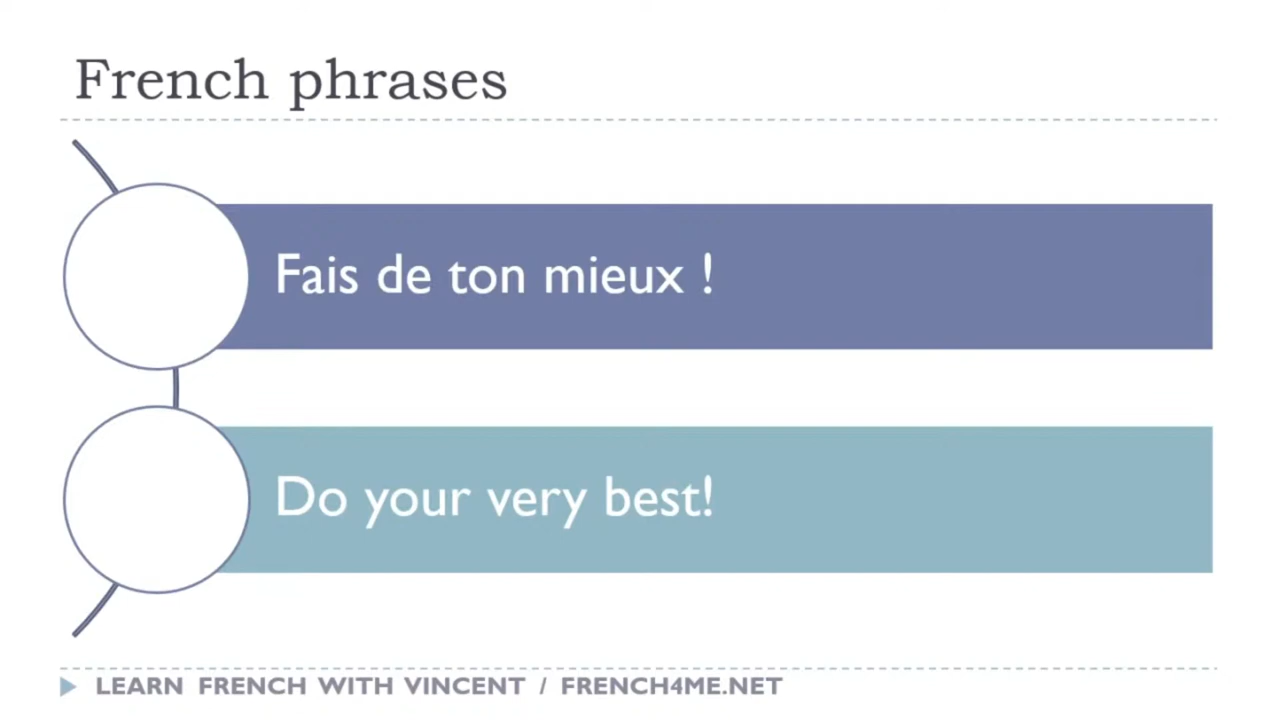 French phrases
Fais de ton mieux !
Do your very best!
LEARN FRENCH WITH VINCENT / FRENCH4ME.NET